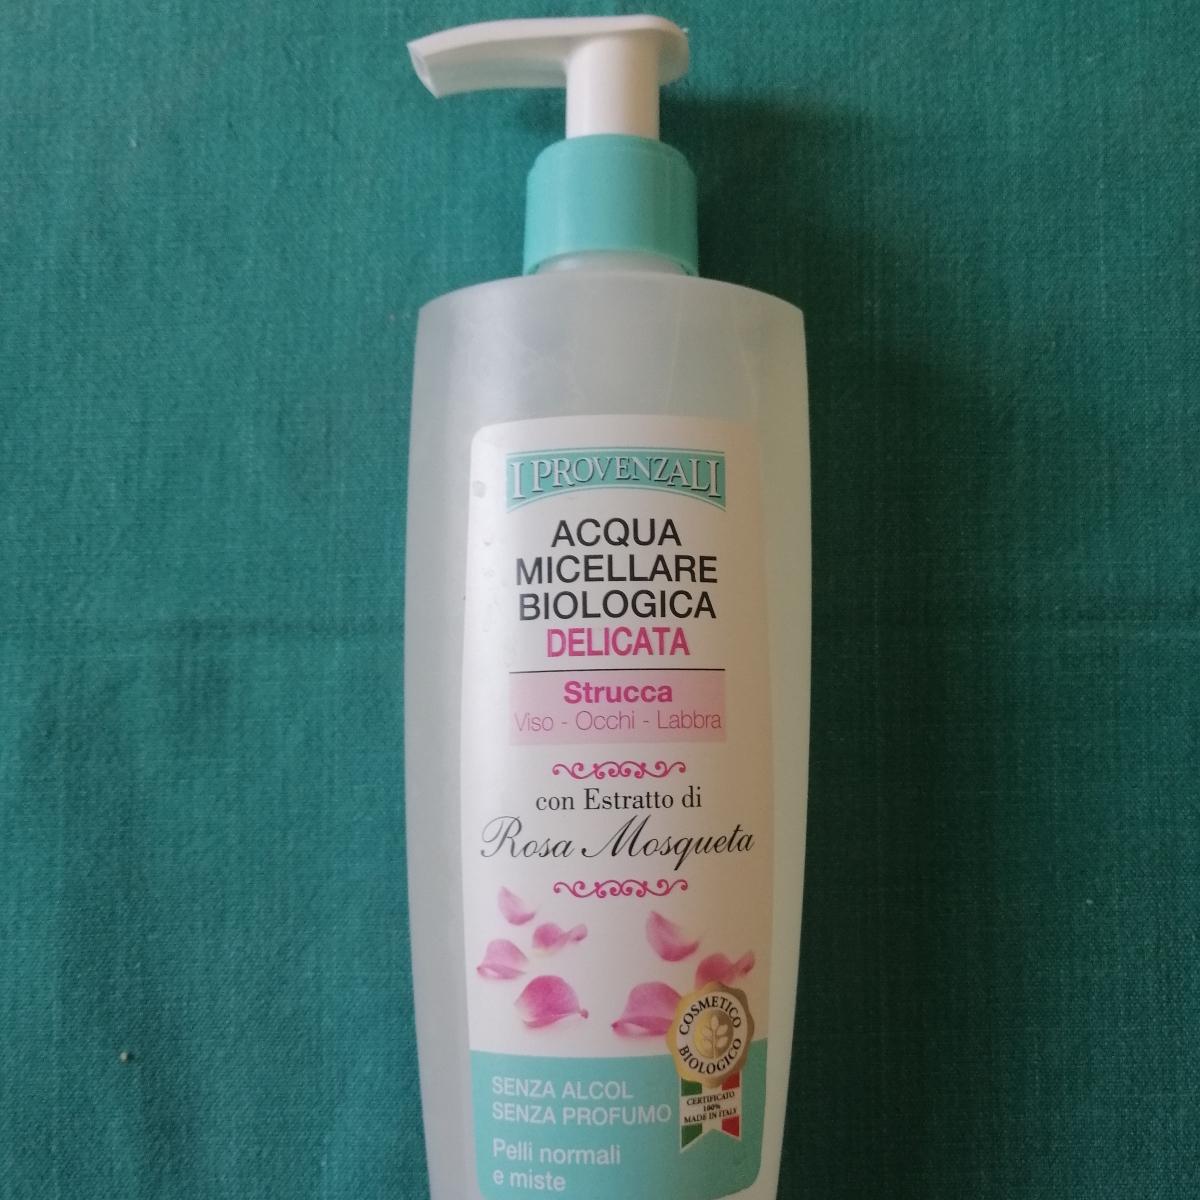 I PROVENZALI
ACQUA
MICELLARE
BIOLOGICA
DELICATA
Strucca
Viso - Occhi - Labbra
con Estratto di
Rosa Mosqueta
COSMETICO
BIOLOGICO
CERTIFICATO
100%
MADE IN ITALY
SENZA ALCOL
SENZA PROFUMO
Pelli normali
e miste